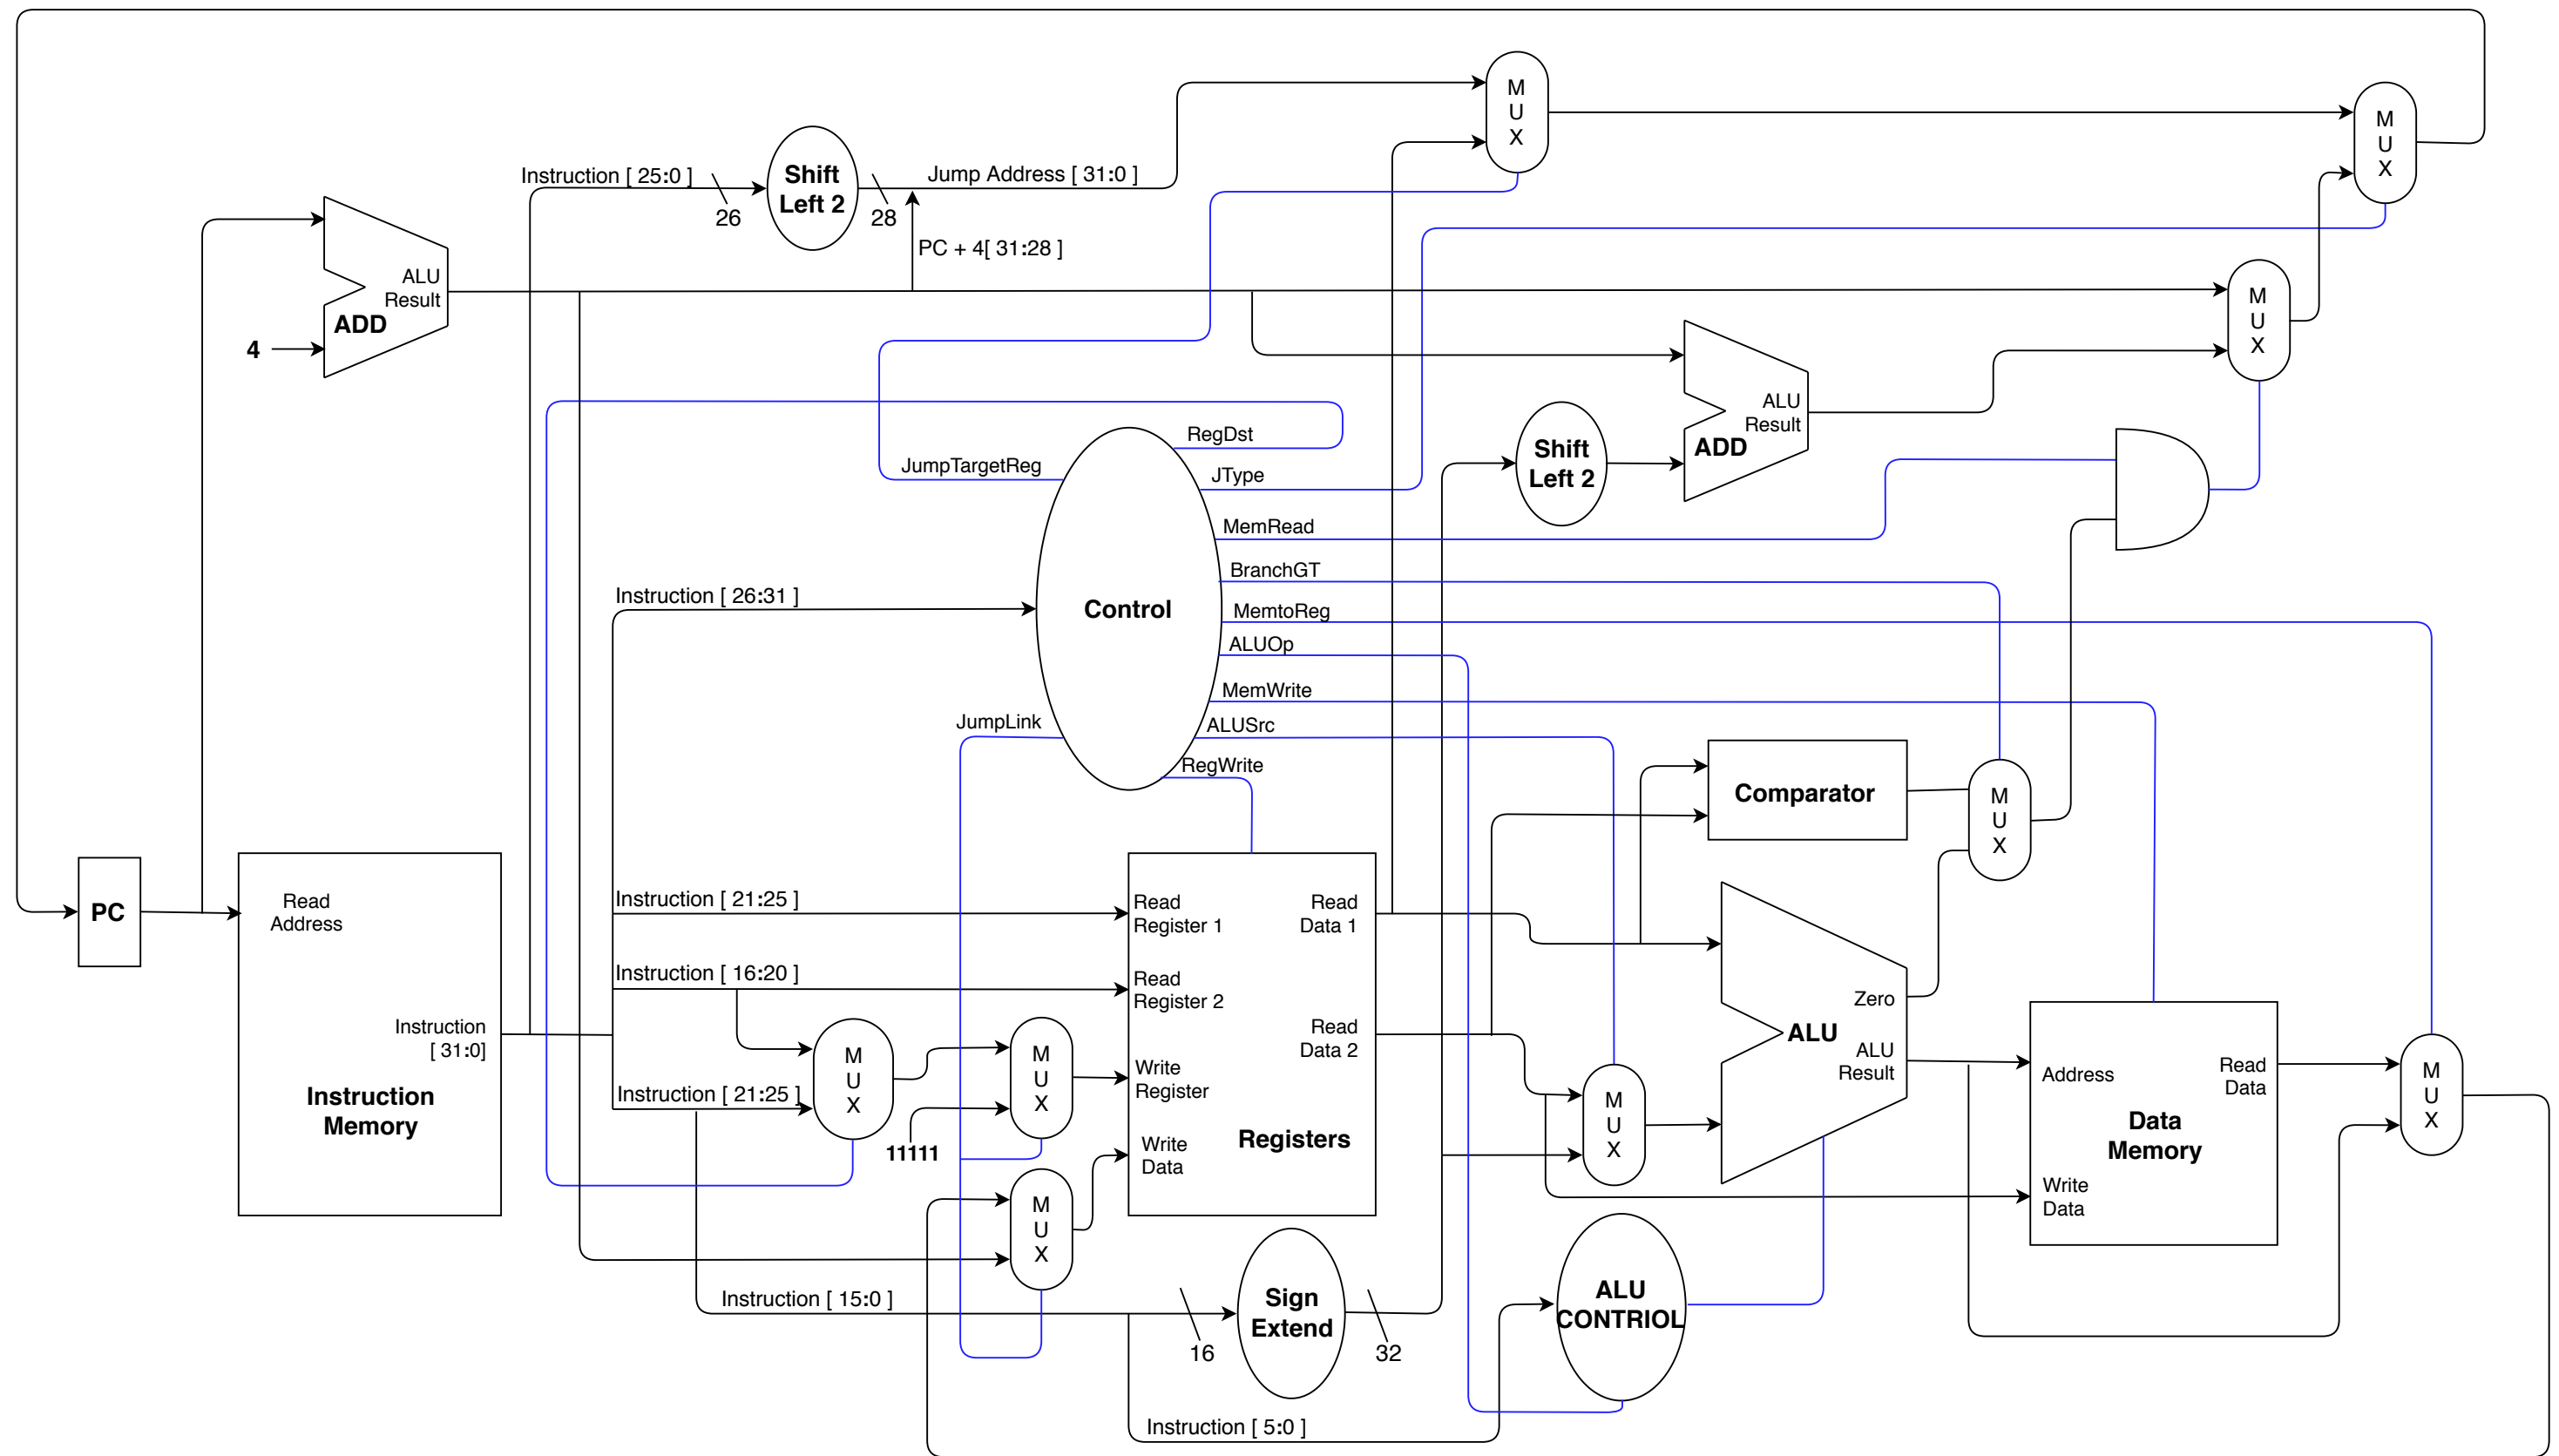 M
U
X
M
U
X
Instruction [ 25:0 ]
26
Shift
Left 2
28
Jump Address [ 31:0 ]
PC + 4[ 31:28 ]
ALU
Result
ADD
4
M
U
X
ALU
Result
ADD
Shift
Left 2
RegDst
JumpTargetReg
JType
MemRead
BranchGT
MemtoReg
ALUOp
MemWrite
ALUSrc
JumpLink
RegWrite
Control
Instruction [ 26:31 ]
Comparator
M
U
X
PC
Read
Address
Instruction
[ 31:0]
Instruction
Memory
Instruction [ 21:25 ]
Instruction [ 16:20 ]
Instruction [ 21:25 ]
M
U
X
M
U
X
11111
M
U
X
Read
Register 1
Read
Register 2
Write
Register
Write
Data
Read
Data 1
Read
Data 2
Registers
M
U
X
Zero
ALU
ALU
Result
Address
Read
Data
Data
Memory
Write
Data
M
U
X
Instruction [ 15:0 ]
16
Sign
Extend
32
ALU
CONTRIOL
Instruction [ 5:0 ]